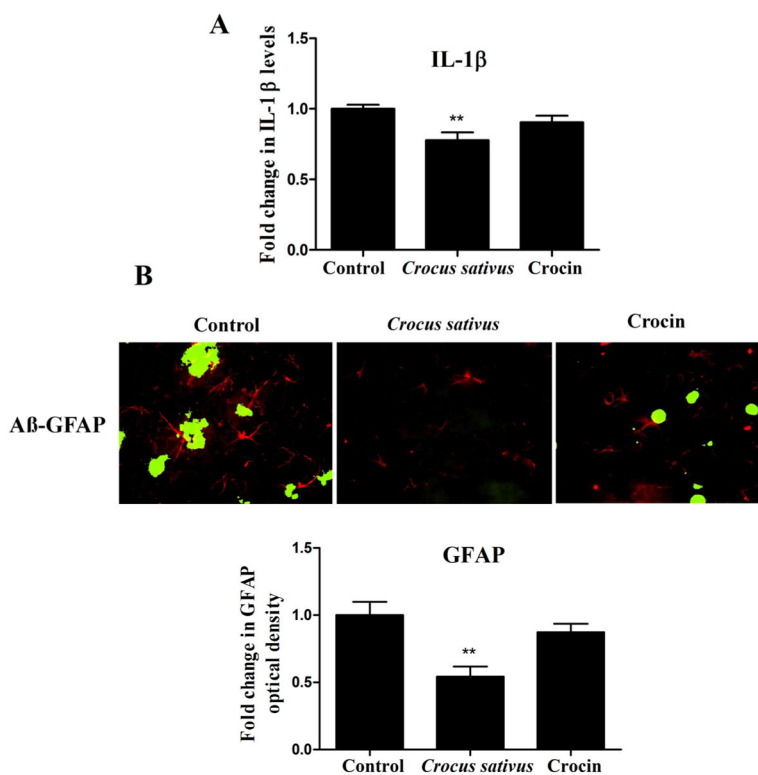 A
IL-1β
Fold change in IL-1 β levels
1.5
1.0
0.5
0.0
**
Control
Crocus sativus
Crocin
B
Control
Crocus sativus
Crocin
Aß-GFAP
GFAP
Fold change in GFAP
optical density
1.5
1.0
0.5
0.0
**
Control
Crocus sativus
Crocin